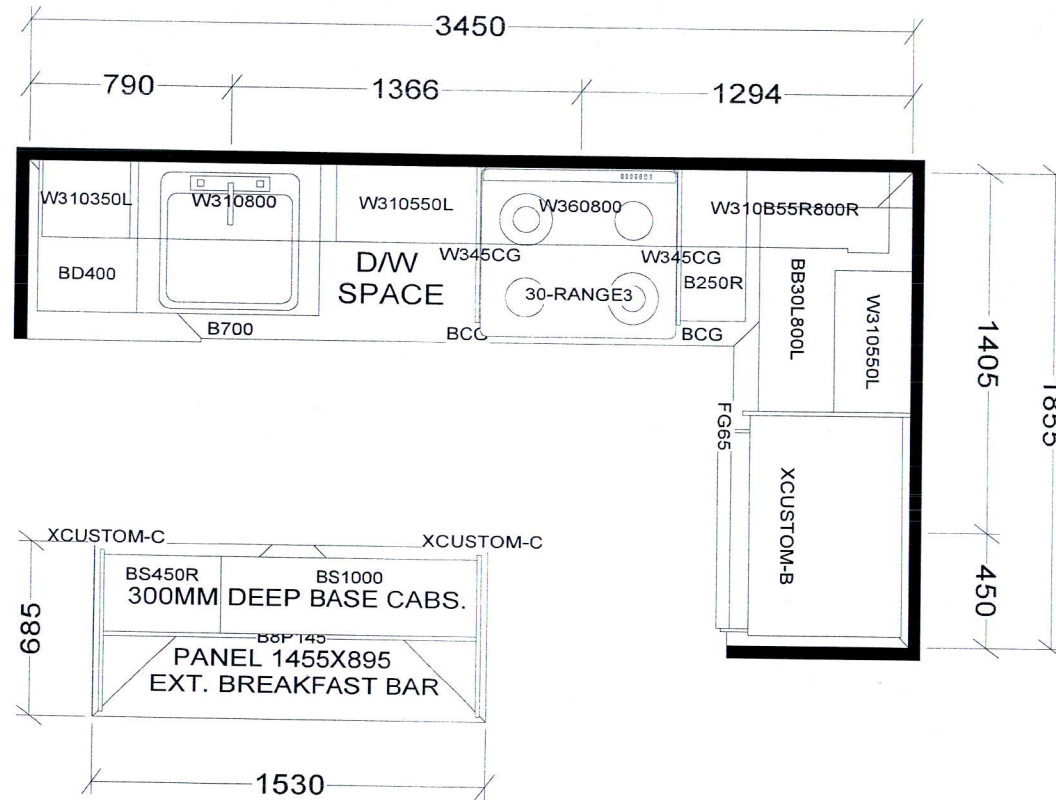 3450
790
1366
1294
W310350L
W310800
W310550L
W360800
W310B55R800R
W345CG
W345CG
BD400
D/W
SPACE
30-RANGE3
B250R
BB30L800L
W310550L
B700
BCG
BCG
1405
1855
FG65
XCUSTOM-B
450
XCUSTOM-C
XCUSTOM-C
BS450R
BS1000
300MM DEEP BASE CABS.
685
PANEL 1455X895
EXT. BREAKFAST BAR
1530